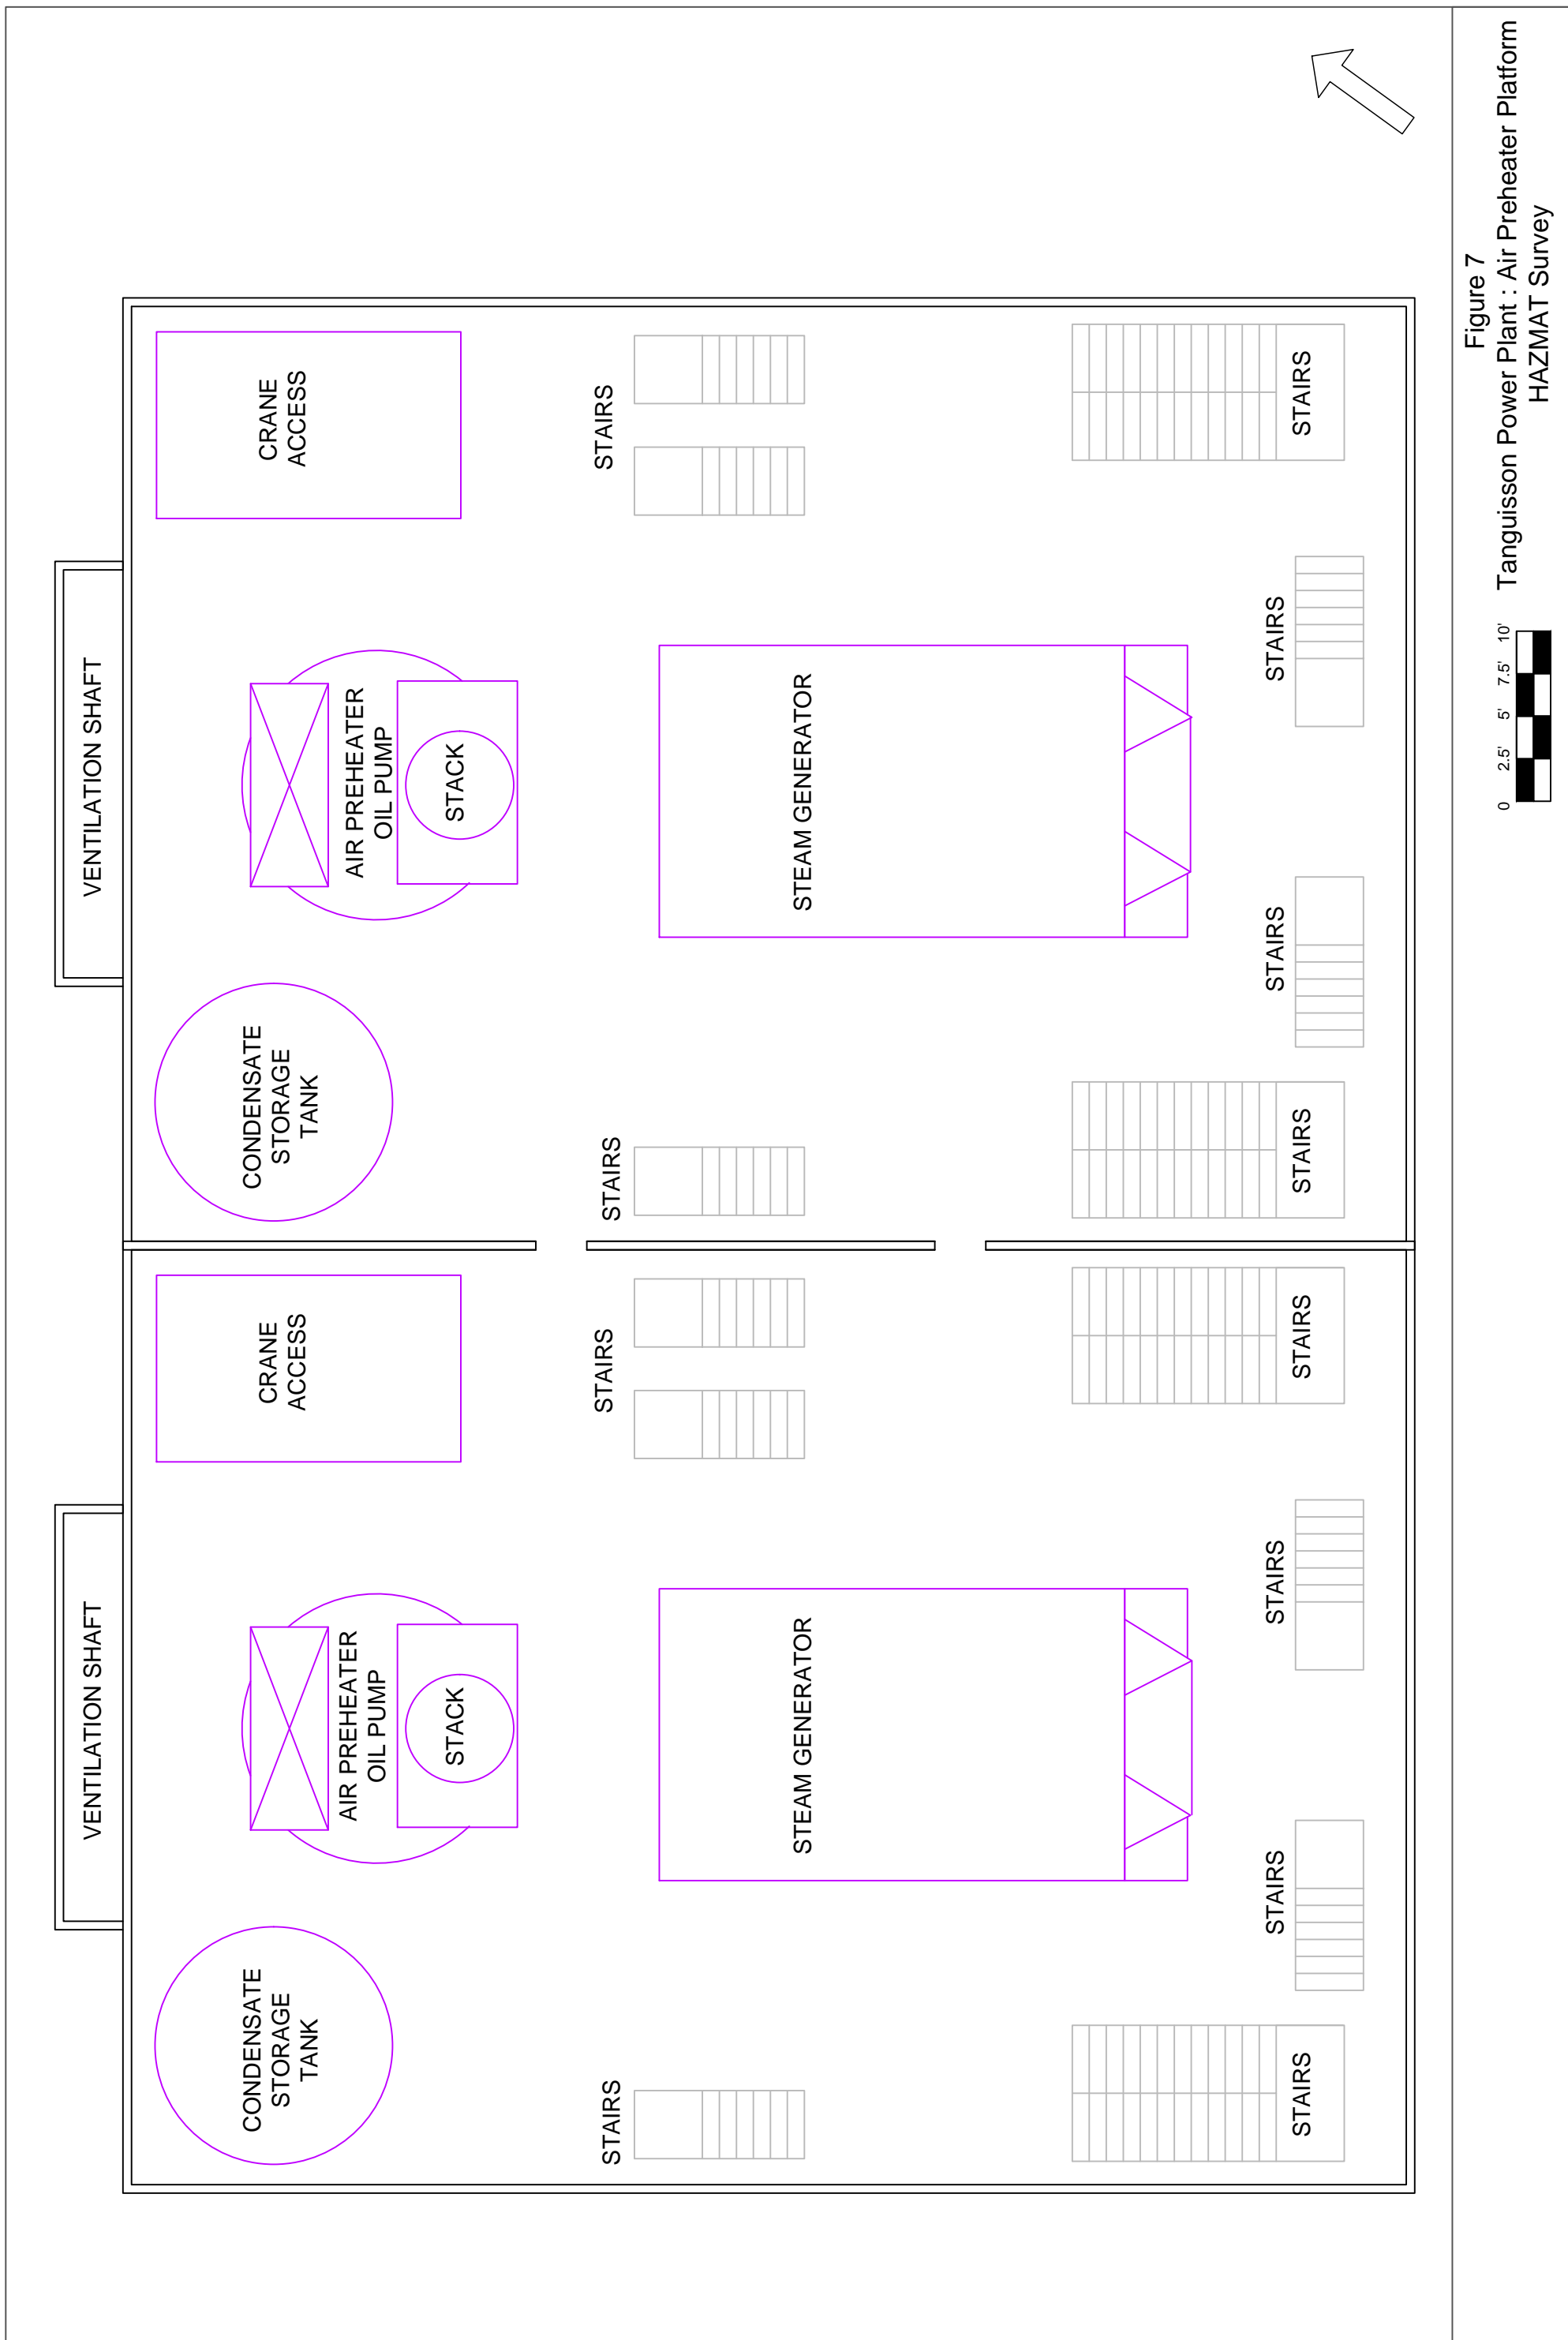 VENTILATION SHAFT
VENTILATION SHAFT
CONDENSATE
STORAGE
TANK
CRANE
ACCESS
CONDENSATE
STORAGE
TANK
CRANE
ACCESS
AIR PREHEATER
OIL PUMP
AIR PREHEATER
OIL PUMP
STACK
STACK
STAIRS
STAIRS
STAIRS
STAIRS
STEAM GENERATOR
STEAM GENERATOR
STAIRS
STAIRS
STAIRS
STAIRS
STAIRS
STAIRS
STAIRS
STAIRS
Figure 7
Tanguisson Power Plant : Air Preheater Platform
HAZMAT Survey
0 2.5' 5' 7.5' 10'